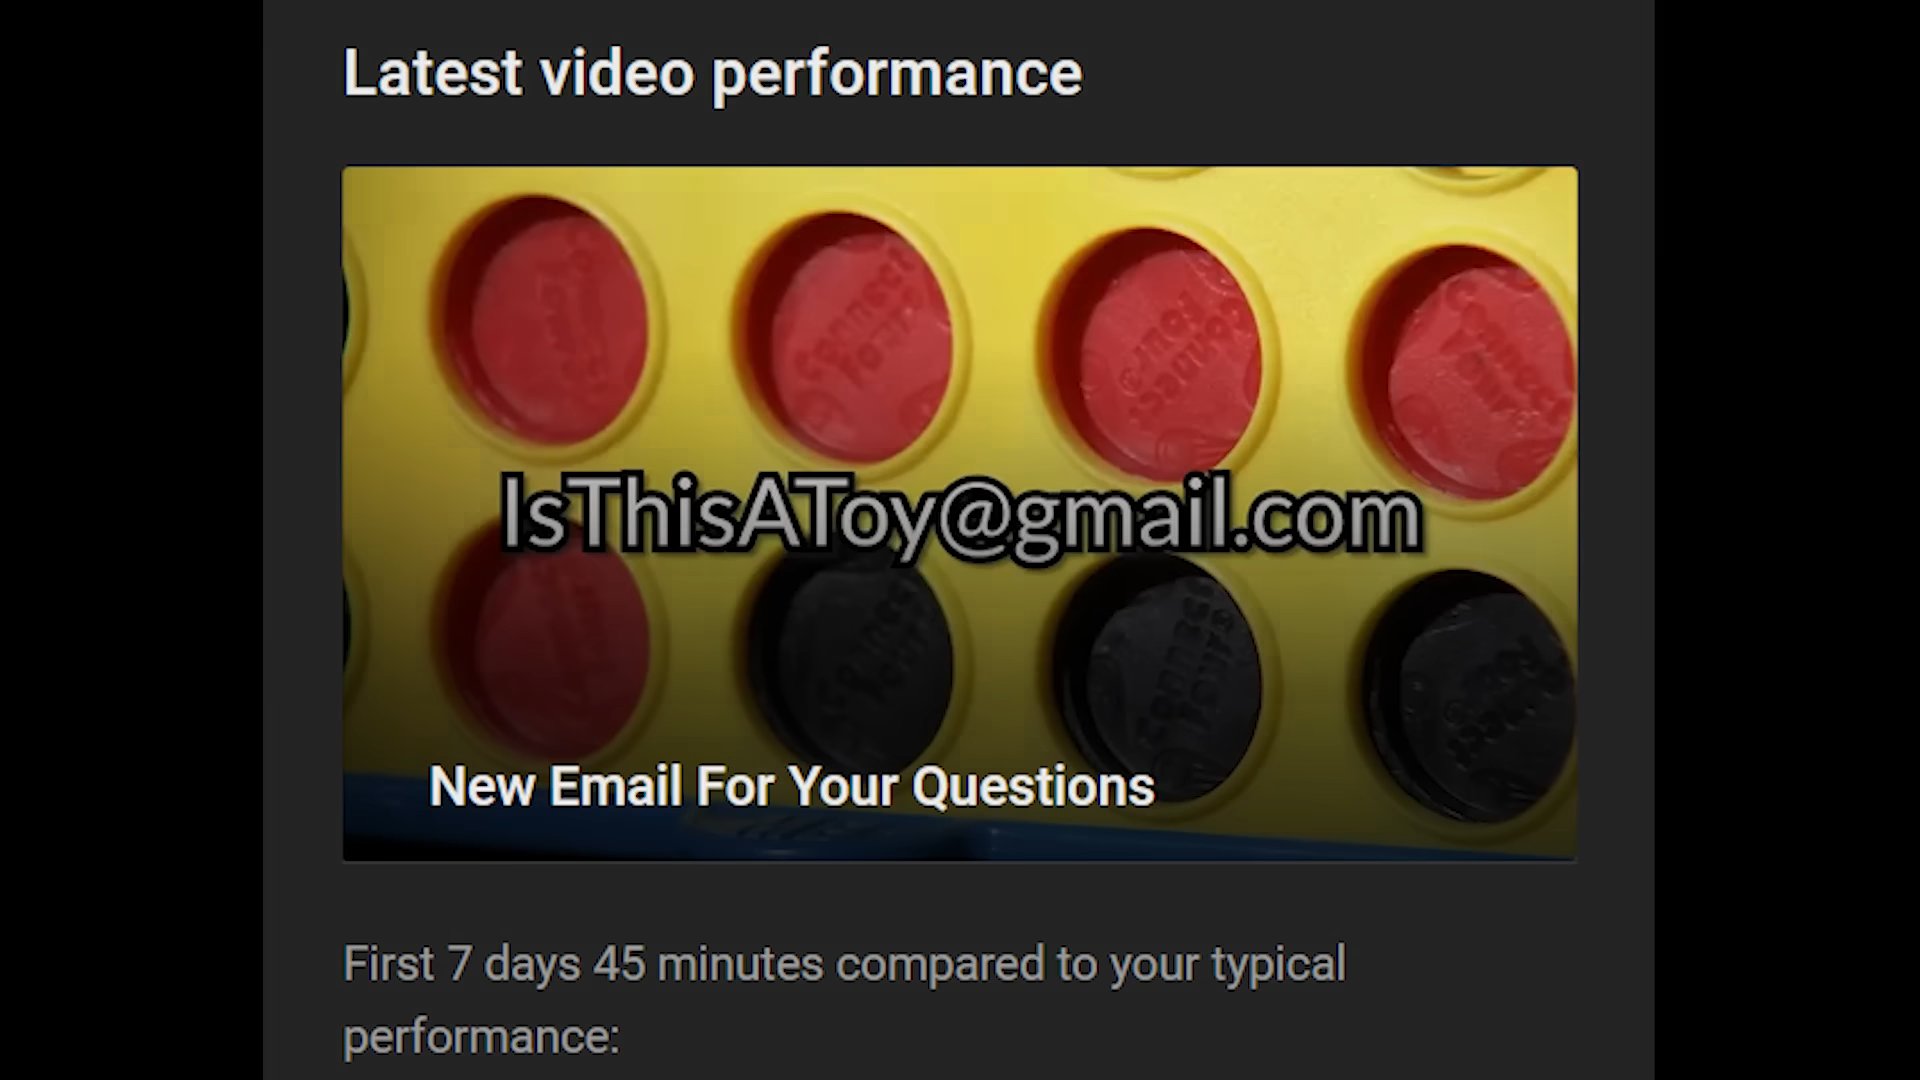 Latest video performance
IsThisAToy@gmail.com
New Email For Your Questions
First 7 days 45 minutes compared to your typical
performance: